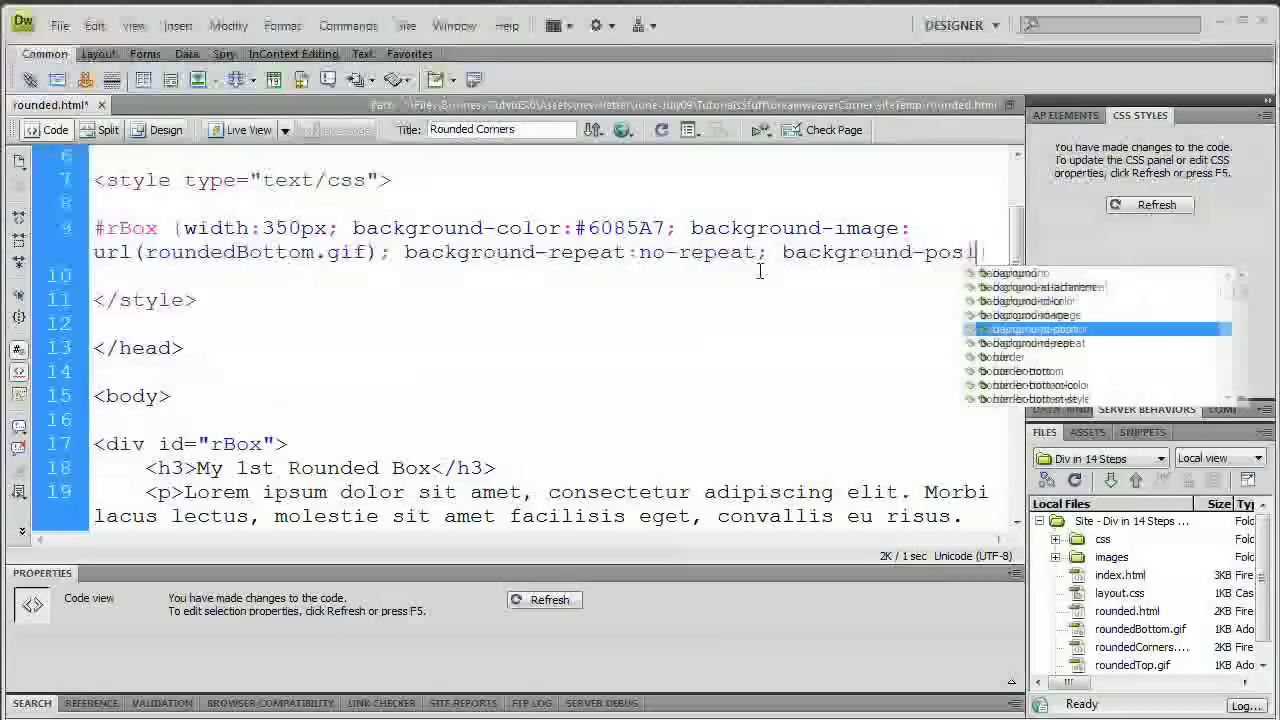 Dw File Edit View Insert Modify Format Commands Site Window Help DESIGNER
Common Layout Forms Data Spry InContext Editing Text Favorites
rounded.html* ×
Code Split Design Live View Title: Rounded Corners Check Page
6
7 <style type="text/css">
8
9 #rBox {width:350px; background-color:#6085A7; background-image:
url(roundedBottom.gif); background-repeat:no-repeat; background-posi
10
11 </style>
12
13 </head>
14
15 <body>
16
17 <div id="rBox">
18 <h3>My 1st Rounded Box</h3>
19 <p>Lorem ipsum dolor sit amet, consectetur adipiscing elit. Morbi
lacus lectus, molestie sit amet facilisis eget, convallis eu risus.
background
background-attachment
background-color
background-image
background-position
background-repeat
border
border-bottom
border-bottom-color
border-bottom-style
2K / 1 sec Unicode (UTF-8)
PROPERTIES
Code view
You have made changes to the code.
To edit selection properties, click Refresh or press F5.
Refresh
SEARCH REFERENCE VALIDATION BROWSER COMPATIBILITY LINK CHECKER SITE REPORTS FTP LOG SERVER DEBUG
AP ELEMENTS CSS STYLES
You have made changes to the code.
To update the CSS panel or edit CSS
properties, click Refresh or press F5.
Refresh
SERVER BEHAVIORS
FILES ASSETS SNIPPETS
Div in 14 Steps Local view
Local Files Size Ty
Site - Div in 14 Steps ... Fold
css Fold
images Fold
index.html 3KB Fire
layout.css 1KB Cas
rounded.html 2KB Fire
roundedBottom.gif 1KB Ado
roundedCorners.... 2KB Fire
roundedTop.gif 1KB Ado
Ready Log...